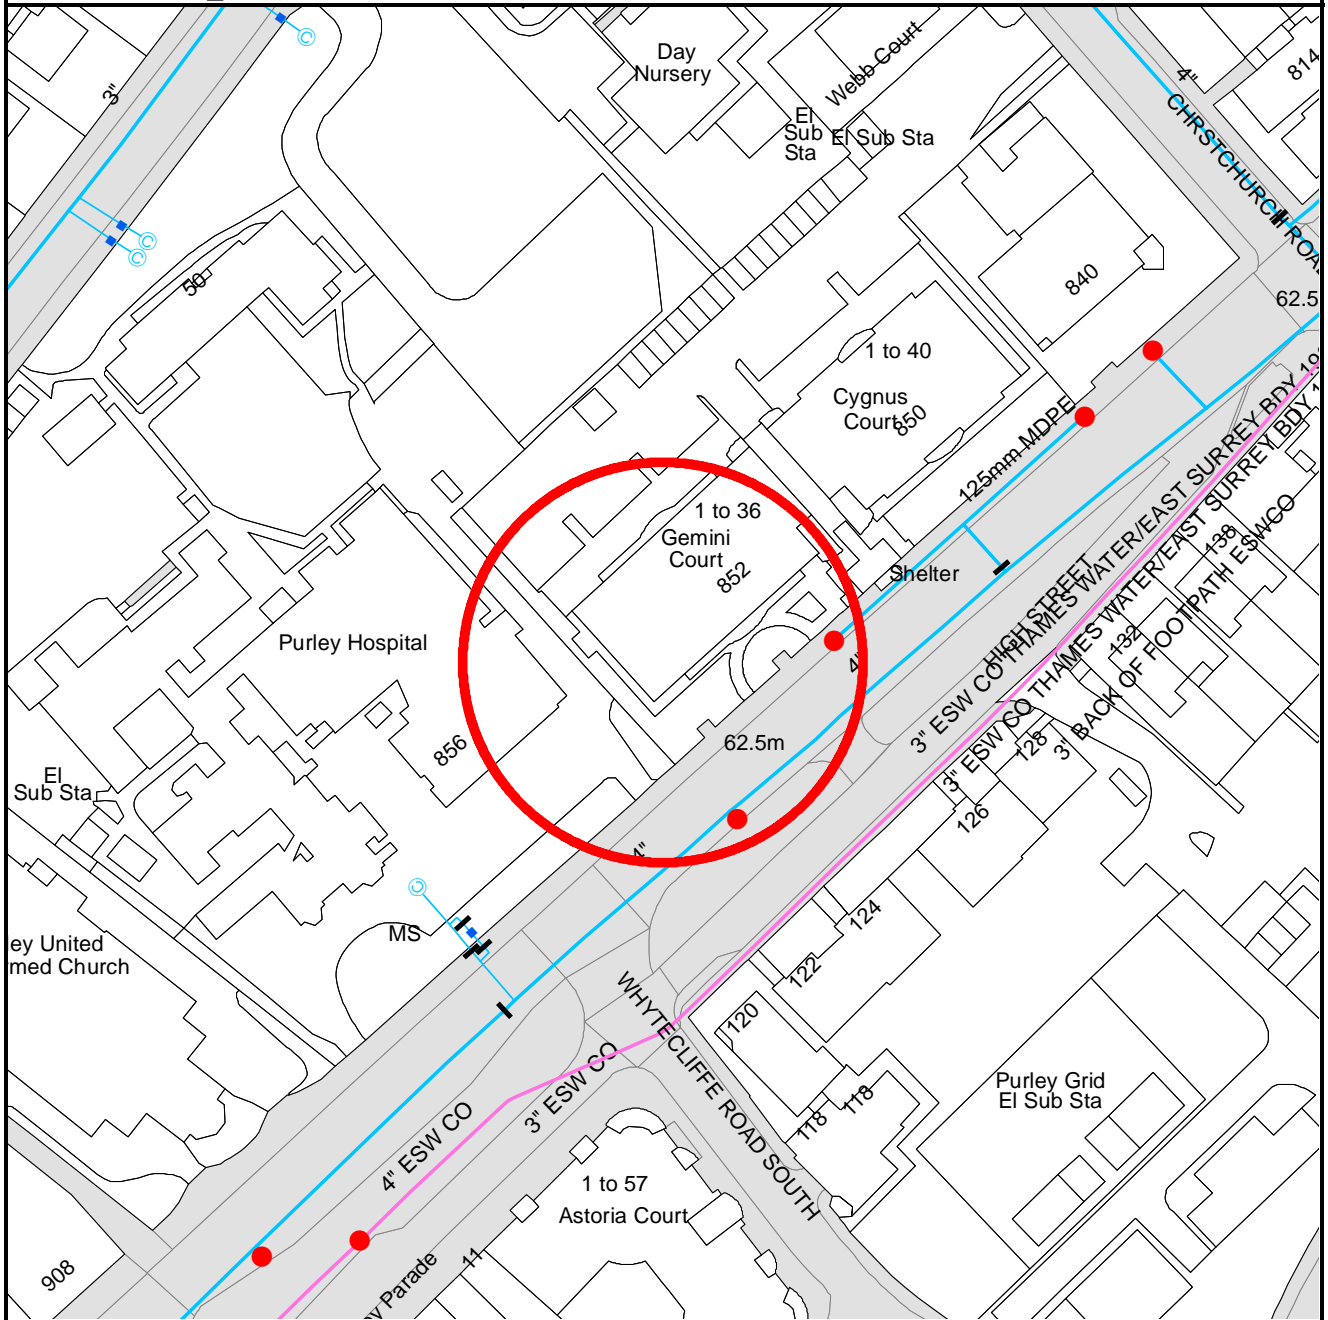 3"
Day
Nursery
Webb Court
El
Sub
Sta
El Sub Sta
4"
814
CHRSTCHURCH ROA
50
840
62.5
1 to 40
Cygnus
Court
850
125mm MDPE
1 to 36
Gemini
Court
852
Shelter
HIGH STREET
3" ESW CO THAMES WATER/EAST SURREY BDY 19
3" ESW CO THAMES WATER/EAST SURREY BDY 1
3' BACK OF FOOTIPATH ESWCO
138
132
128
126
124
122
120
118
118
Purley Hospital
856
4"
62.5m
4"
El
Sub Sta
MS
ey United
med Church
WHYTECLIFFE ROAD SOUTH
3" ESW CO
4" ESW CO
Purley Grid
El Sub Sta
1 to 57
Astoria Court
11
ey Parade
908